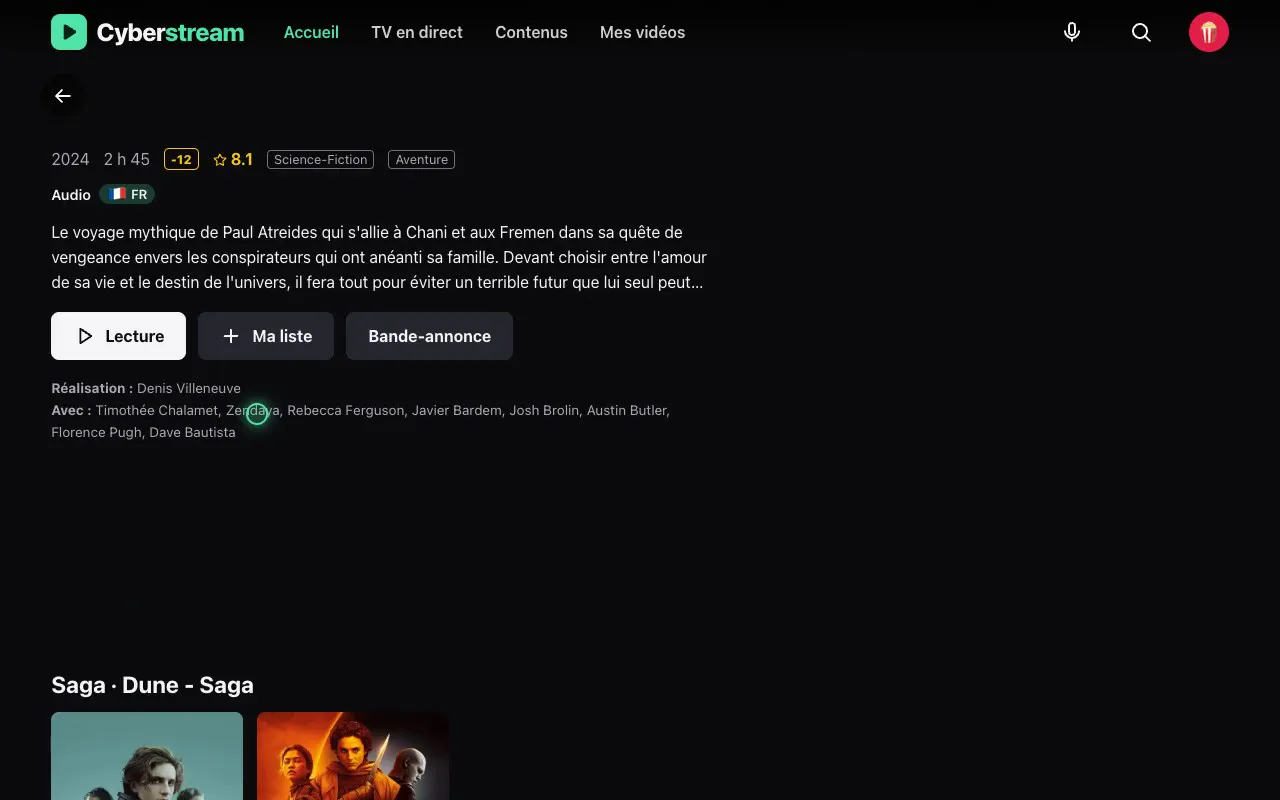 Cyberstream
Accueil
TV en direct
Contenus
Mes vidéos
2024 2 h 45 -12 8.1 Science-Fiction Aventure
Audio FR
Le voyage mythique de Paul Atreides qui s'allie à Chani et aux Fremen dans sa quête de
vengeance envers les conspirateurs qui ont anéanti sa famille. Devant choisir entre l'amour
de sa vie et le destin de l'univers, il fera tout pour éviter un terrible futur que lui seul peut...
Lecture
Ma liste
Bande-annonce
Réalisation : Denis Villeneuve
Avec : Timothée Chalamet, Zendaya, Rebecca Ferguson, Javier Bardem, Josh Brolin, Austin Butler,
Florence Pugh, Dave Bautista
Saga · Dune - Saga